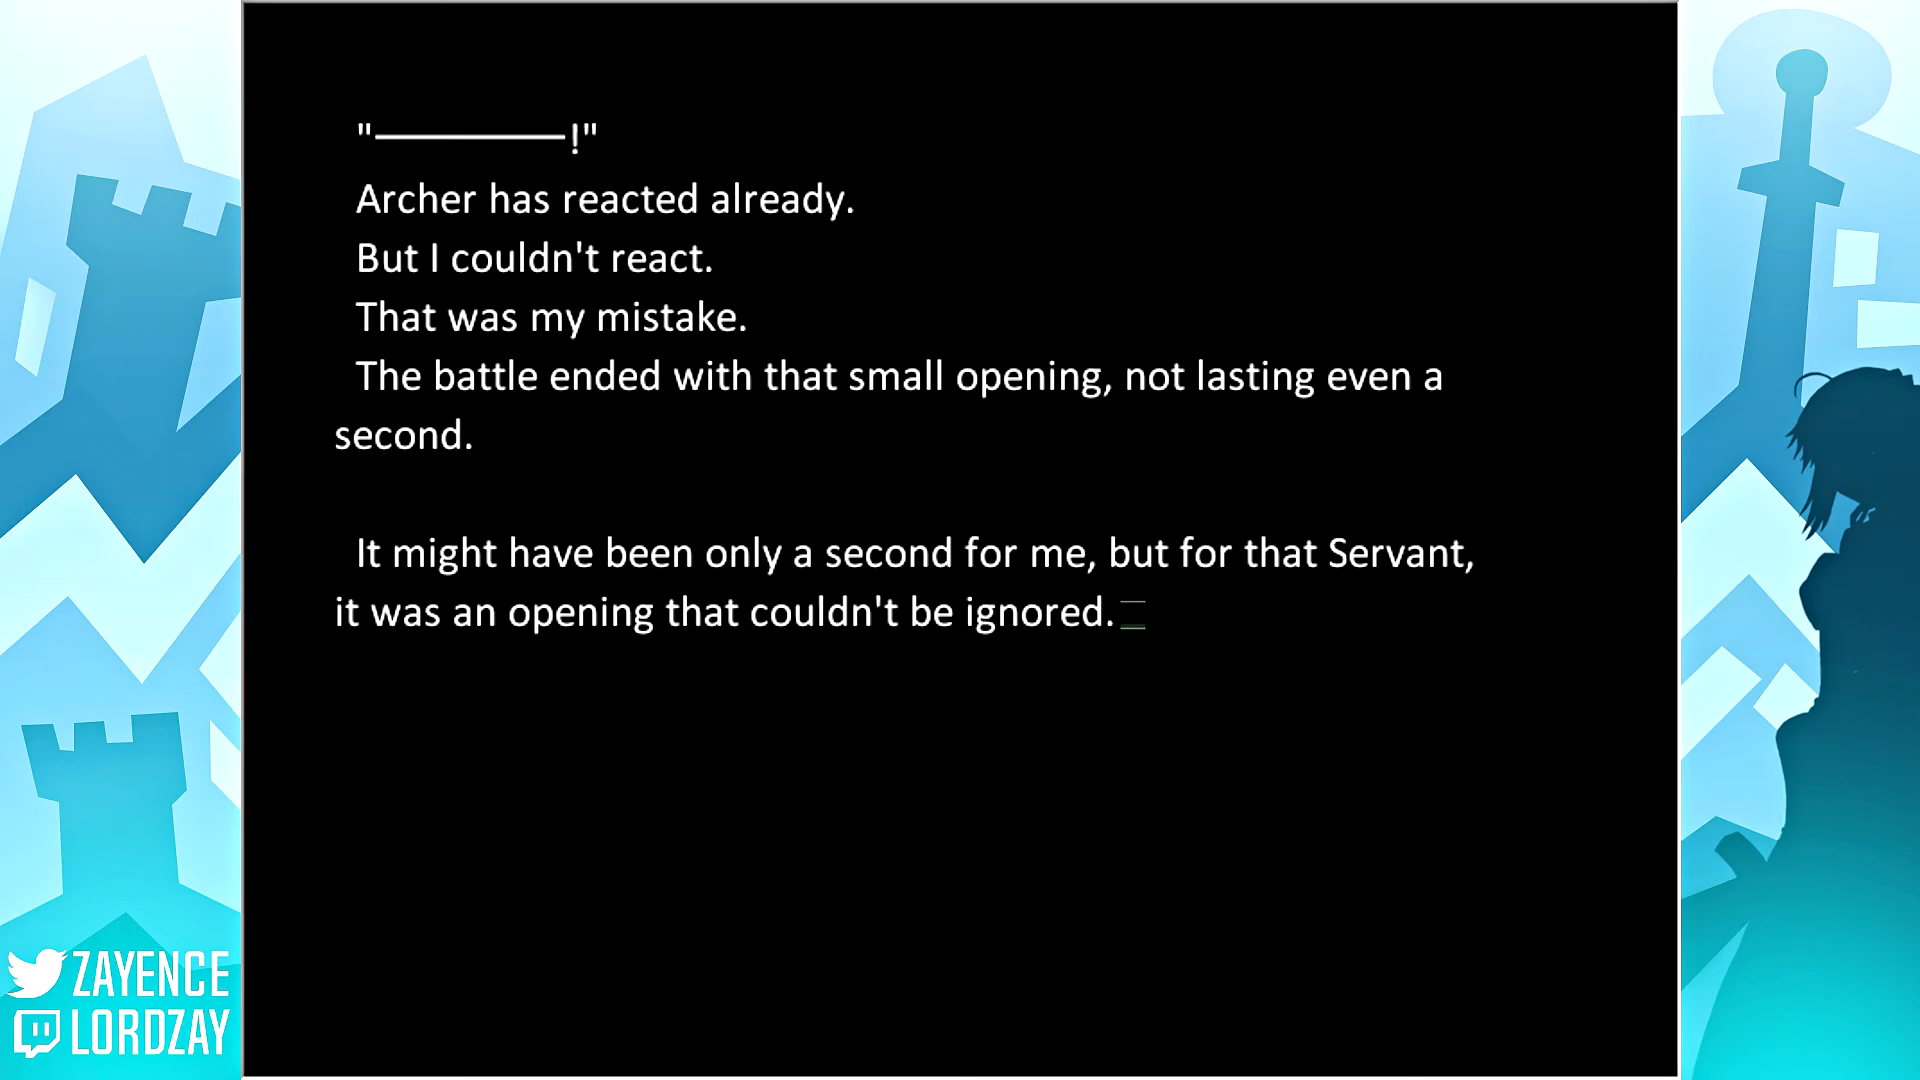 "————————!"
Archer has reacted already.
But I couldn't react.
That was my mistake.
The battle ended with that small opening, not lasting even a
second.
It might have been only a second for me, but for that Servant,
it was an opening that couldn't be ignored.
ZAYENCE
LORDZAY